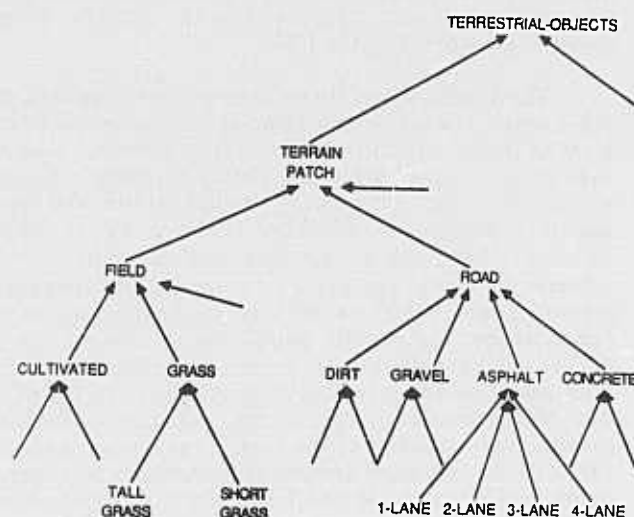 TERRESTRIAL-OBJECTS
TERRAIN
PATCH
FIELD
ROAD
CULTIVATED
GRASS
DIRT
GRAVEL
ASPHALT
CONCRETE
TALL
GRASS
SHORT
GRASS
1-LANE
2-LANE
3-LANE
4-LANE